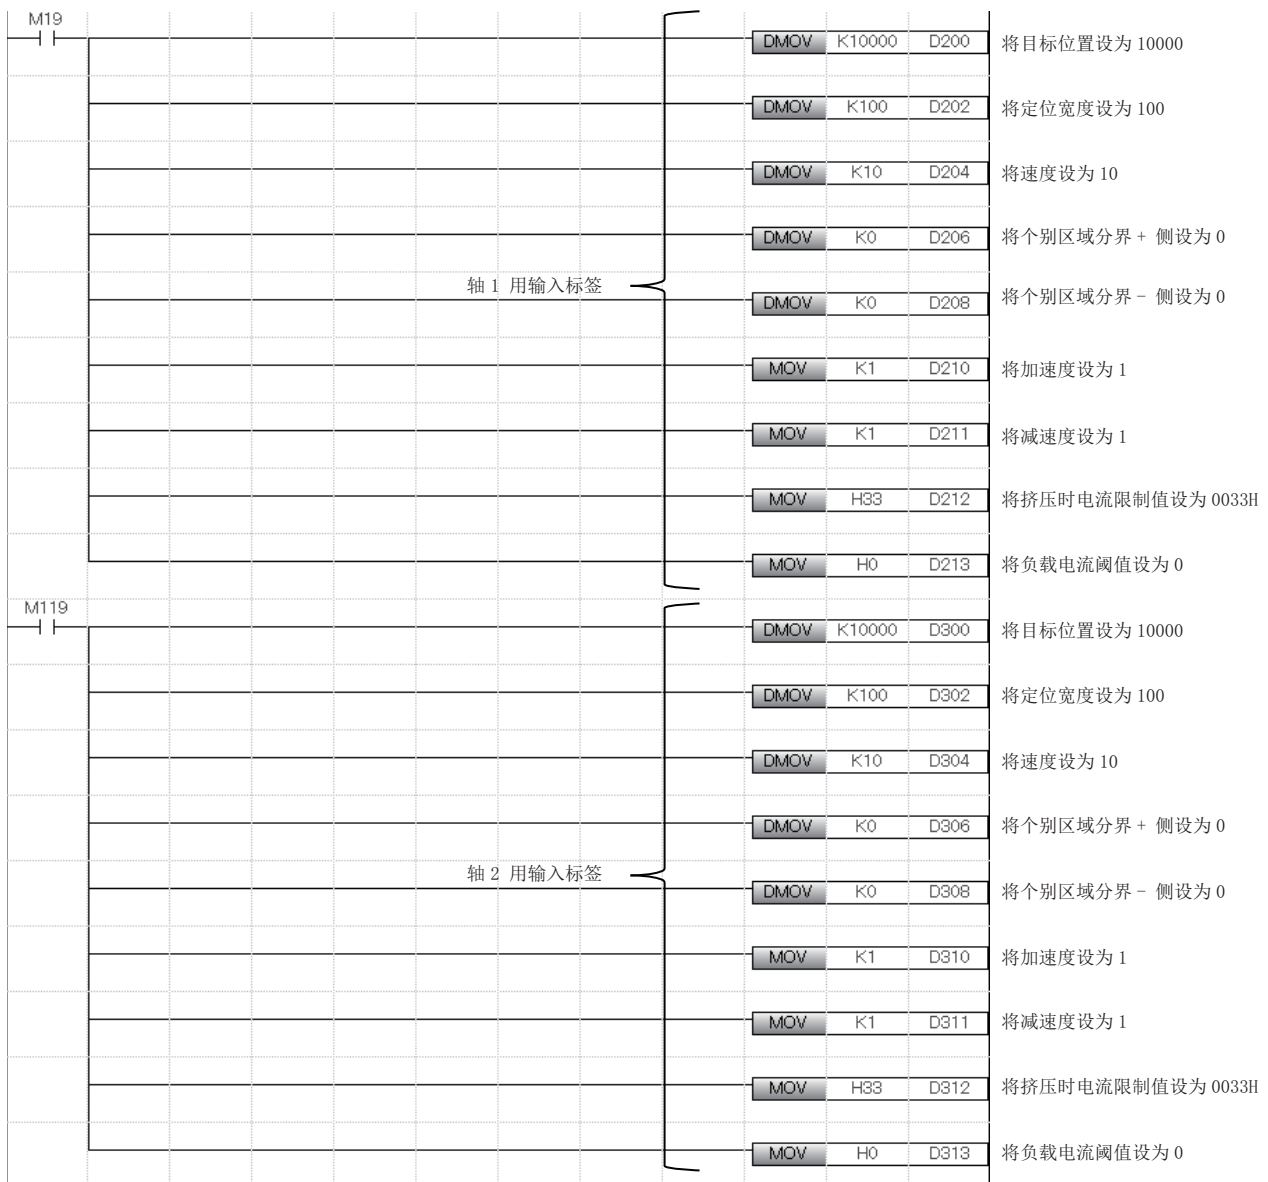 M19
DMOV K10000 D200 将目标位置设为 10000
DMOV K100 D202 将定位宽度设为 100
DMOV K10 D204 将速度设为 10
DMOV K0 D206 将个别区域分界 + 侧设为 0
轴 1 用输入标签
DMOV K0 D208 将个别区域分界 - 侧设为 0
MOV K1 D210 将加速度设为 1
MOV K1 D211 将减速度设为 1
MOV H33 D212 将挤压时电流限制值设为 0033H
MOV H0 D213 将负载电流阈值设为 0
M119
DMOV K10000 D300 将目标位置设为 10000
DMOV K100 D302 将定位宽度设为 100
DMOV K10 D304 将速度设为 10
DMOV K0 D306 将个别区域分界 + 侧设为 0
轴 2 用输入标签
DMOV K0 D308 将个别区域分界 - 侧设为 0
MOV K1 D310 将加速度设为 1
MOV K1 D311 将减速度设为 1
MOV H33 D312 将挤压时电流限制值设为 0033H
MOV H0 D313 将负载电流阈值设为 0